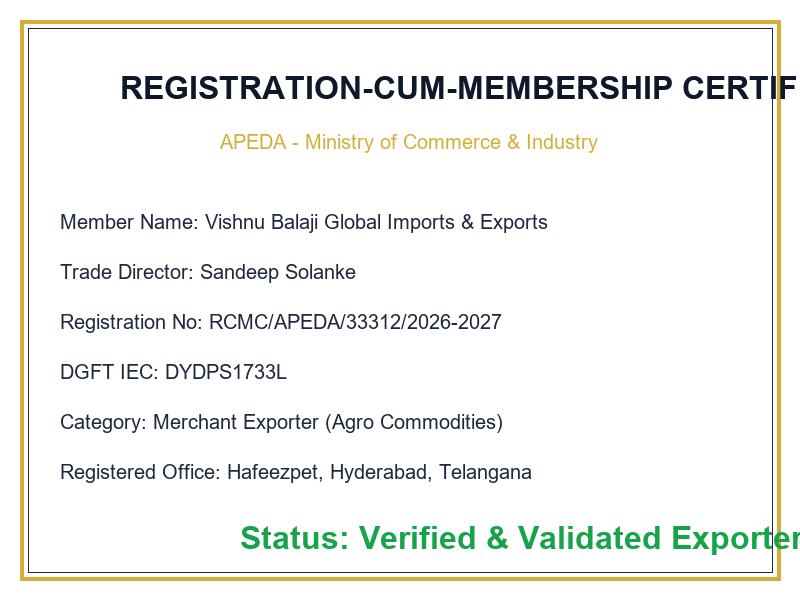 REGISTRATION-CUM-MEMBERSHIP CERTIF
APEDA - Ministry of Commerce & Industry
Member Name: Vishnu Balaji Global Imports & Exports
Trade Director: Sandeep Solanke
Registration No: RCMC/APEDA/33312/2026-2027
DGFT IEC: DYDPS1733L
Category: Merchant Exporter (Agro Commodities)
Registered Office: Hafeezpet, Hyderabad, Telangana
Status: Verified & Validated Exporter